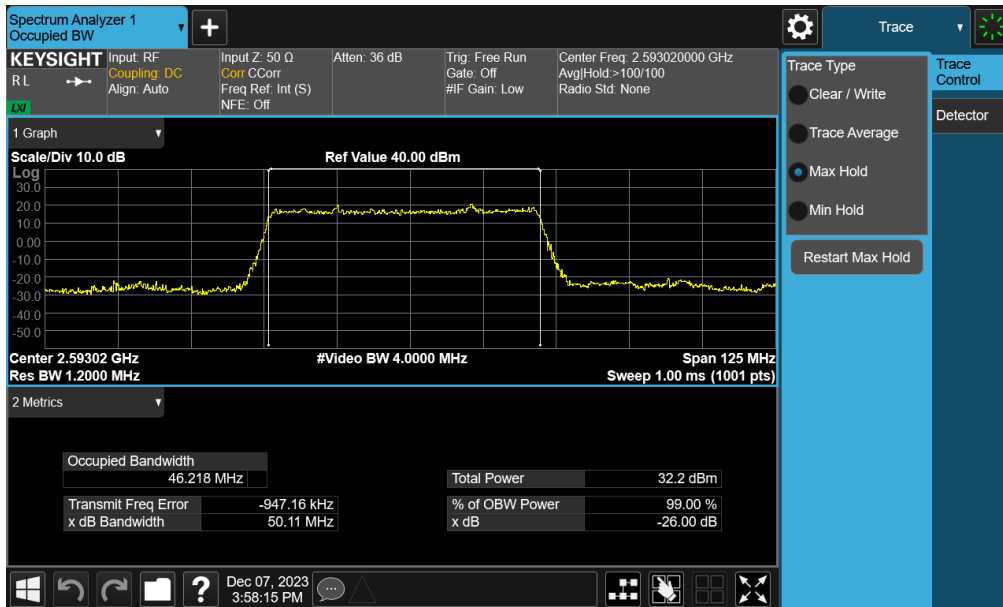 Spectrum Analyzer 1
Occupied BW
+
Trace
KEYSIGHT
R L
LXI
Input: RF
Coupling: DC
Align: Auto
Input Z: 50 Ω
Corr CCorr
Freq Ref: Int (S)
NFE: Off
Atten: 36 dB
Trig: Free Run
Gate: Off
#IF Gain: Low
Center Freq: 2.593020000 GHz
Avg|Hold:>100/100
Radio Std: None
Trace Type
Clear / Write
Trace Average
Max Hold
Min Hold
Restart Max Hold
Trace
Control
Detector
1 Graph
Scale/Div 10.0 dB
Ref Value 40.00 dBm
Log
30.0
20.0
10.0
0.00
-10.0
-20.0
-30.0
-40.0
-50.0
Center 2.59302 GHz
#Video BW 4.0000 MHz
Span 125 MHz
Res BW 1.2000 MHz
Sweep 1.00 ms (1001 pts)
2 Metrics
Occupied Bandwidth
46.218 MHz
Total Power 32.2 dBm
Transmit Freq Error -947.16 kHz
% of OBW Power 99.00 %
x dB Bandwidth 50.11 MHz
x dB -26.00 dB
?
Dec 07, 2023
3:58:15 PM